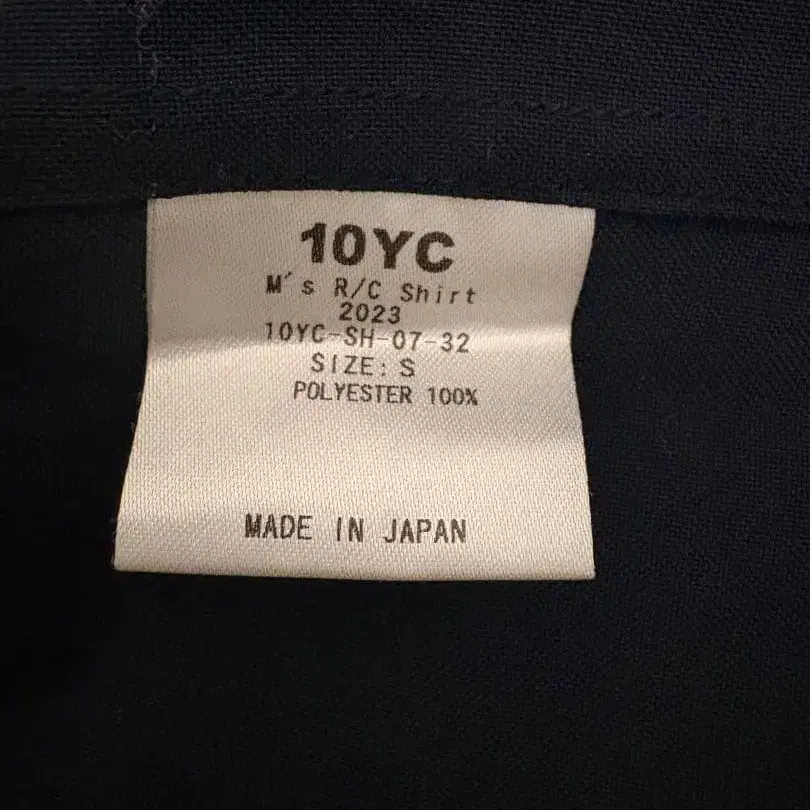 10YC
M's R/C Shirt
2023
10YC-SH-07-32
SIZE: S
POLYESTER 100%
MADE IN JAPAN